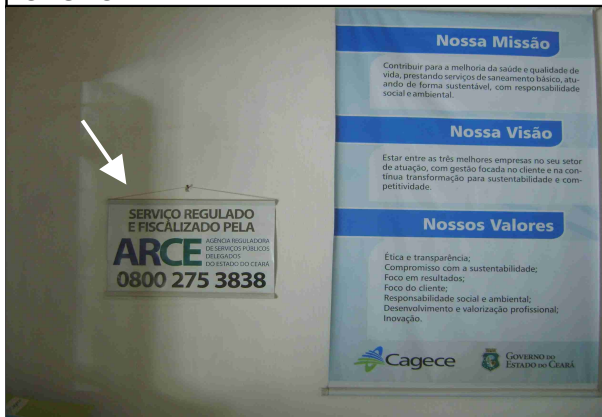 SERVIÇO REGULADO
E FISCALIZADO PELA
ARCE
AGÊNCIA REGULADORA
DE SERVIÇOS PÚBLICOS
DELEGADOS
DO ESTADO DO CEARÁ
0800 275 3838
Nossa Missão
Contribuir para a melhoria da saúde e qualidade de
vida, prestando serviços de saneamento básico, atu-
ando de forma sustentável, com responsabilidade
social e ambiental.
Nossa Visão
Estar entre as três melhores empresas no seu setor
de atuação, com gestão focada no cliente e na con-
tínua transformação para sustentabilidade e com-
petitividade.
Nossos Valores
Ética e transparência;
Compromisso com a sustentabilidade;
Foco em resultados;
Foco do cliente;
Responsabilidade social e ambiental;
Desenvolvimento e valorização profissional;
Inovação.
Cagece
GOVERNO DO
ESTADO DO CEARÁ